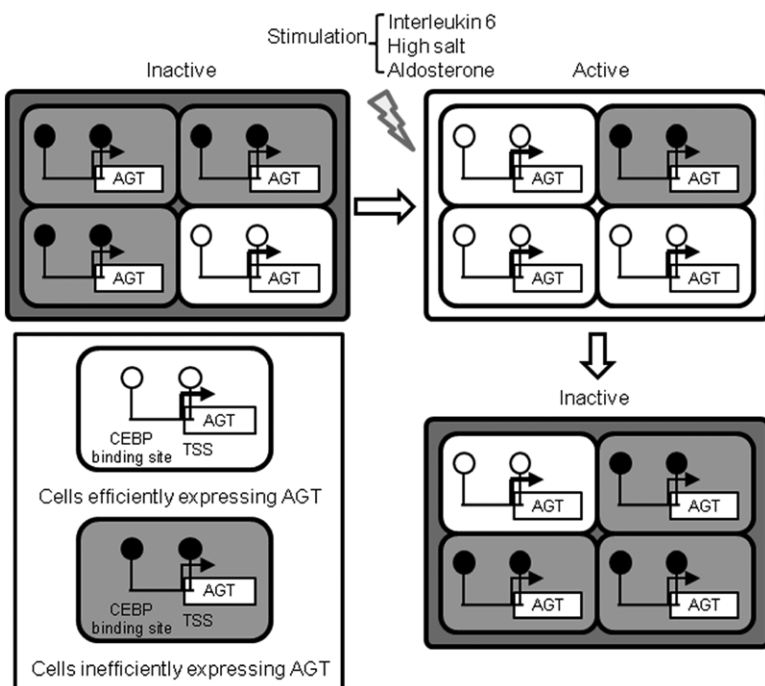 Stimulation
Interleukin 6
High salt
Aldosterone
Inactive
Active
AGT
AGT
AGT
AGT
AGT
AGT
AGT
AGT
AGT
CEBP
binding site
TSS
Cells efficiently expressing AGT
AGT
CEBP
binding site
TSS
Cells inefficiently expressing AGT
Inactive
AGT
AGT
AGT
AGT